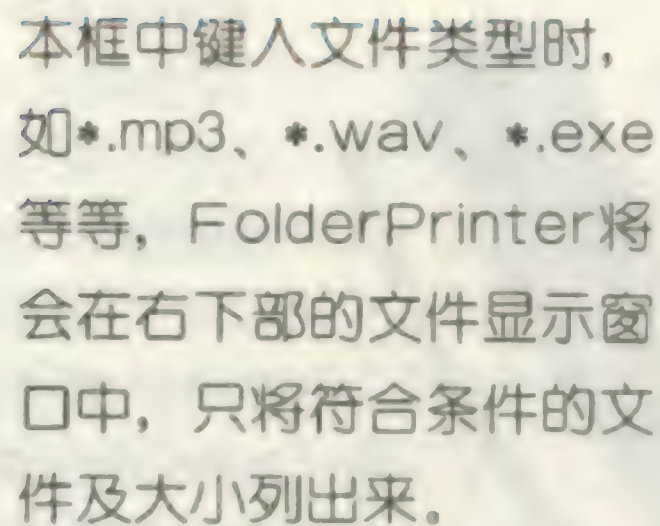 本框中键入文件类型时，
如*.mp3、*.wav、*.exe
等等，FolderPrinter将
会在右下部的文件显示窗
口中，只将符合条件的文
件及大小列出来。